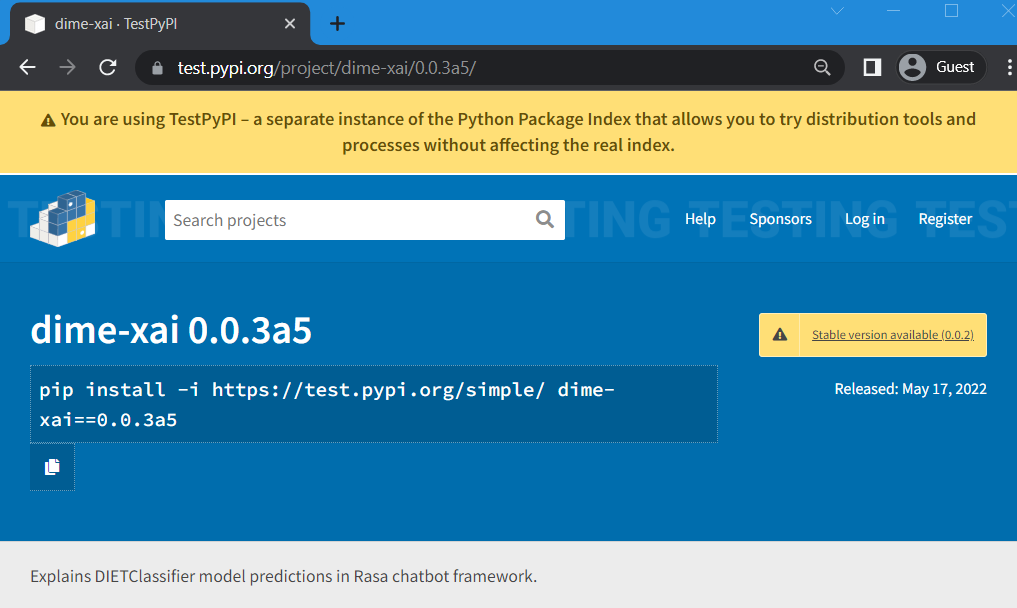 dime-xai · TestPyPI
test.pypi.org/project/dime-xai/0.0.3a5/
Guest
You are using TestPyPI – a separate instance of the Python Package Index that allows you to try distribution tools and
processes without affecting the real index.
TESTING TESTING TESTING TEST
Search projects
Help
Sponsors
Log in
Register
dime-xai 0.0.3a5
Stable version available (0.0.2)
pip install -i https://test.pypi.org/simple/ dime-
xai==0.0.3a5
Released: May 17, 2022
Explains DIETClassifier model predictions in Rasa chatbot framework.